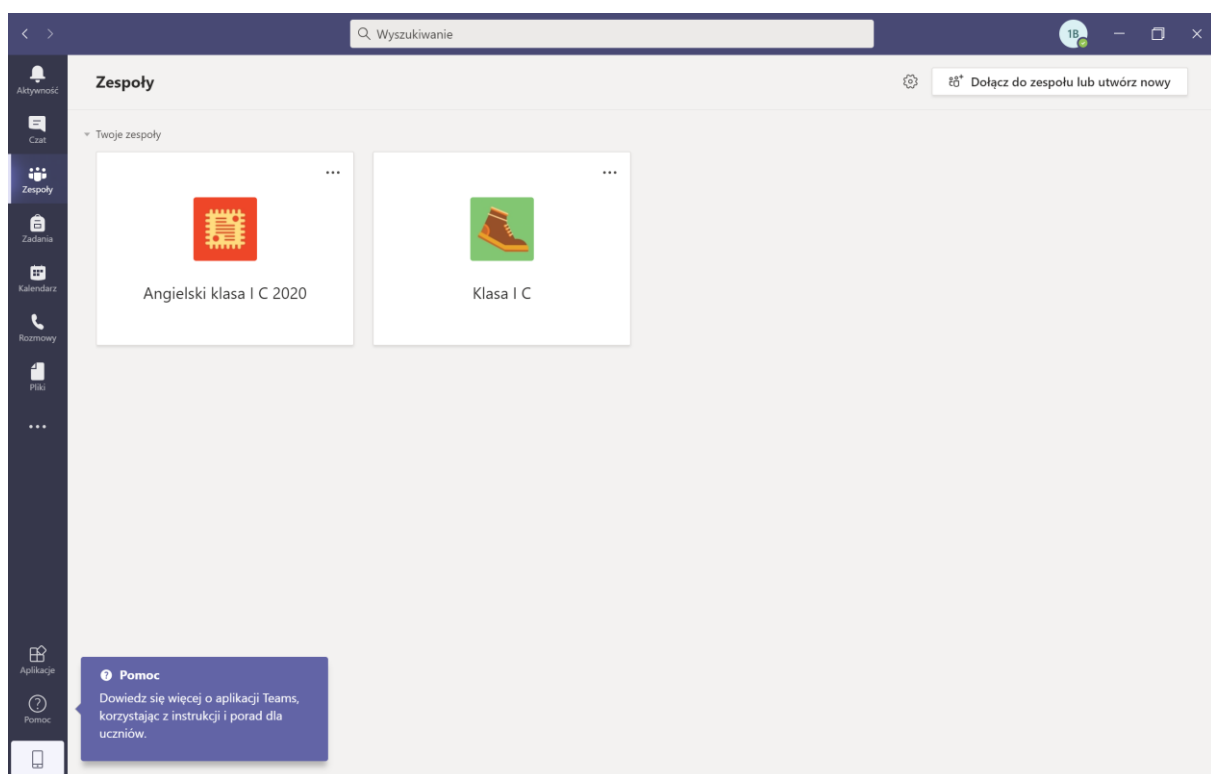 Wyszukiwanie
1B
Aktywność
Czat
Zespoły
Zadania
Kalendarz
Rozmowy
Pliki
Aplikacje
Pomoc
Zespoły
Dołącz do zespołu lub utwórz nowy
Twoje zespoły
Angielski klasa I C 2020
Klasa I C
Pomoc
Dowiedz się więcej o aplikacji Teams,
korzystając z instrukcji i porad dla
uczniów.